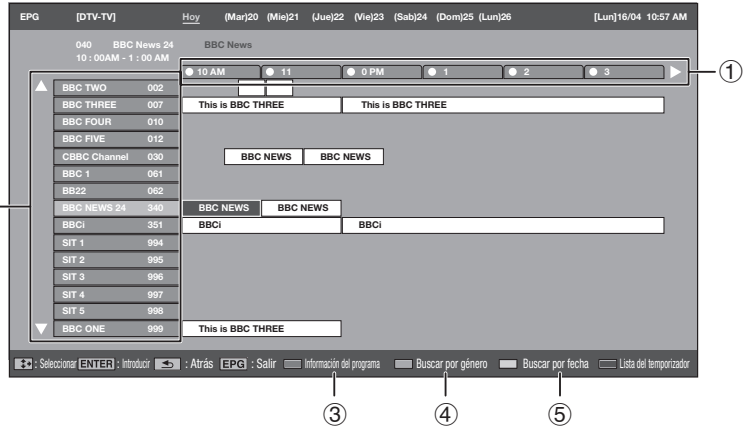 EPG [DTV-TV] Hoy (Mar)20 (Mie)21 (Jue)22 (Vie)23 (Sab)24 (Dom)25 (Lun)26 [Lun]16/04 10:57 AM
040 BBC News 24 BBC News
10 : 00AM - 1 : 00 AM
10 AM 11 0 PM 1 2 3
①
BBC TWO 002
BBC THREE 007 This is BBC THREE This is BBC THREE
BBC FOUR 010
BBC FIVE 012
CBBC Channel 030 BBC NEWS BBC NEWS
BBC 1 061
BB22 062
BBC NEWS 24 340 BBC NEWS BBC NEWS
BBCi 351 BBCi BBCi
SIT 1 994
SIT 2 995
SIT 3 996
SIT 4 997
SIT 5 998
BBC ONE 999 This is BBC THREE
: Seleccionar ENTER : Introducir : Atrás EPG : Salir Información del programa Buscar por género Buscar por fecha Lista del temporizador
③ ④ ⑤